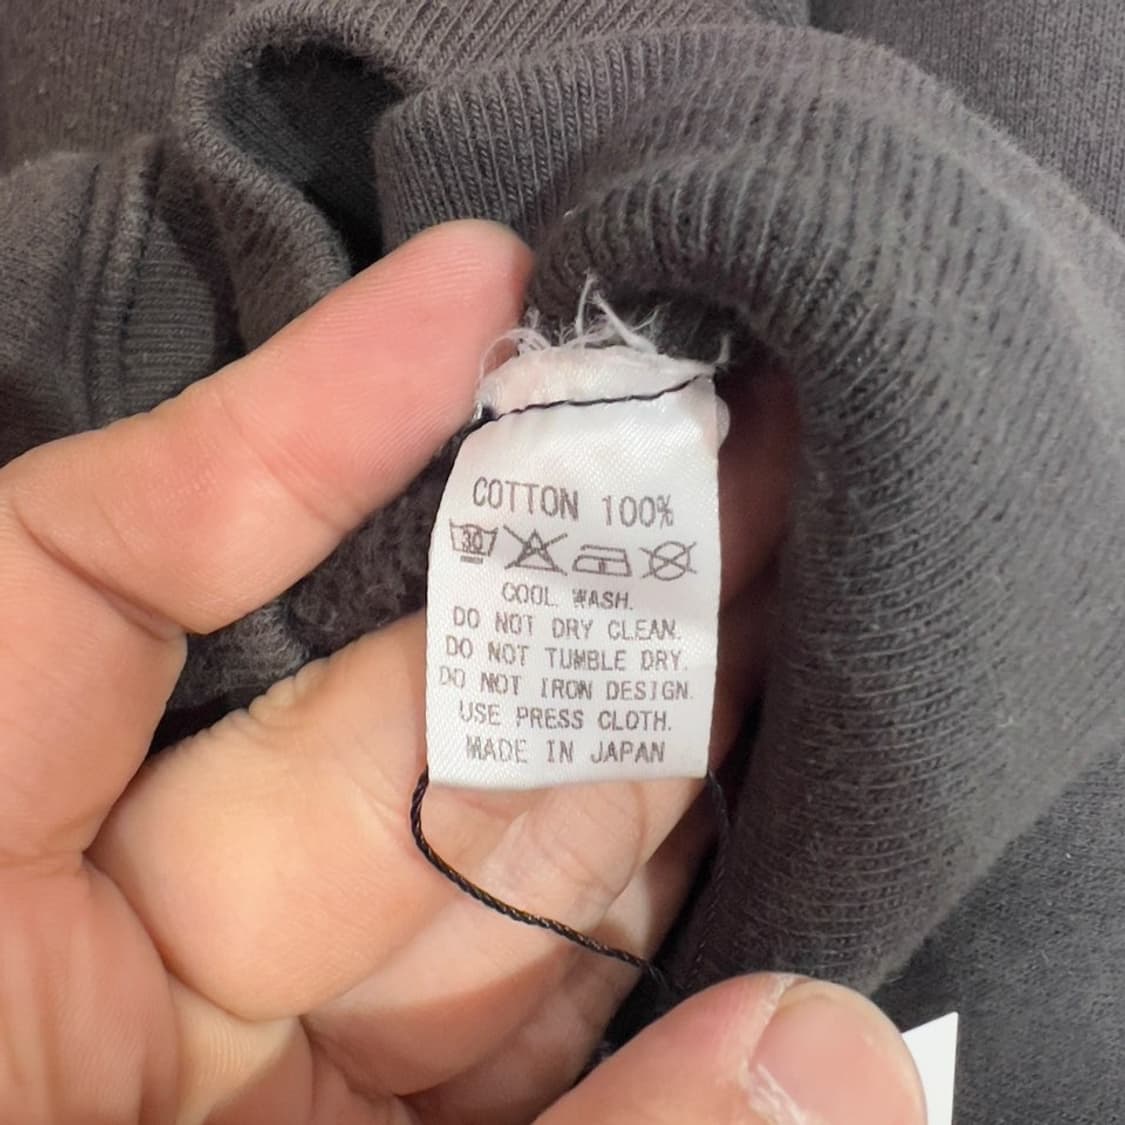 COTTON 100%
30
COOL WASH.
DO NOT DRY CLEAN.
DO NOT TUMBLE DRY.
DO NOT IRON DESIGN.
USE PRESS CLOTH.
MADE IN JAPAN